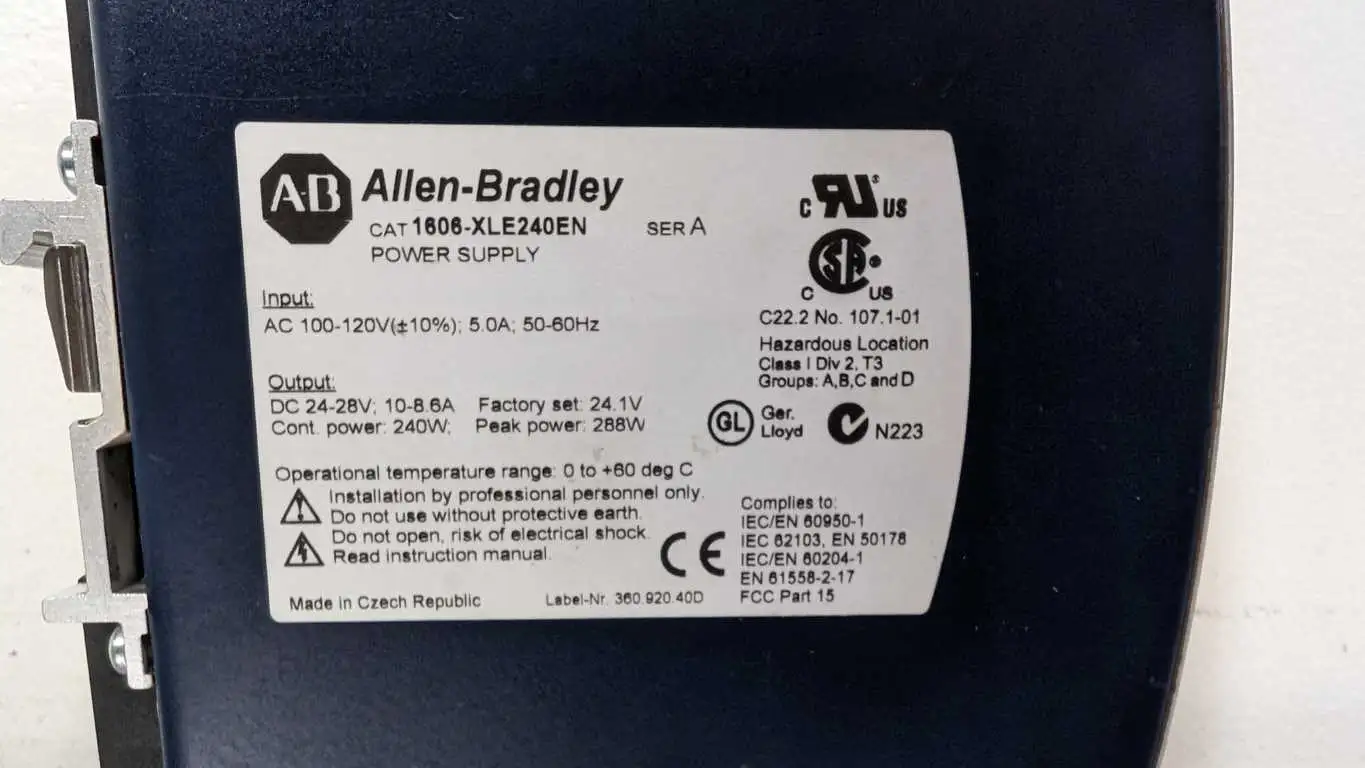 A-B Allen-Bradley
CAT 1606-XLE240EN SER A
POWER SUPPLY
Input:
AC 100-120V(±10%); 5.0A; 50-60Hz
Output:
DC 24-28V; 10-8.6A Factory set: 24.1V
Cont. power: 240W; Peak power: 288W
Operational temperature range: 0 to +60 deg C
Installation by professional personnel only.
Do not use without protective earth.
Do not open, risk of electrical shock.
Read instruction manual.
Made in Czech Republic
Label-Nr. 360.920.40D
C RU US
C SA US
C22.2 No. 107.1-01
Hazardous Location
Class I Div 2, T3
Groups: A,B,C and D
GL Ger.
Lloyd
N223
CE
Complies to:
IEC/EN 60950-1
IEC 62103, EN 50178
IEC/EN 60204-1
EN 61558-2-17
FCC Part 15